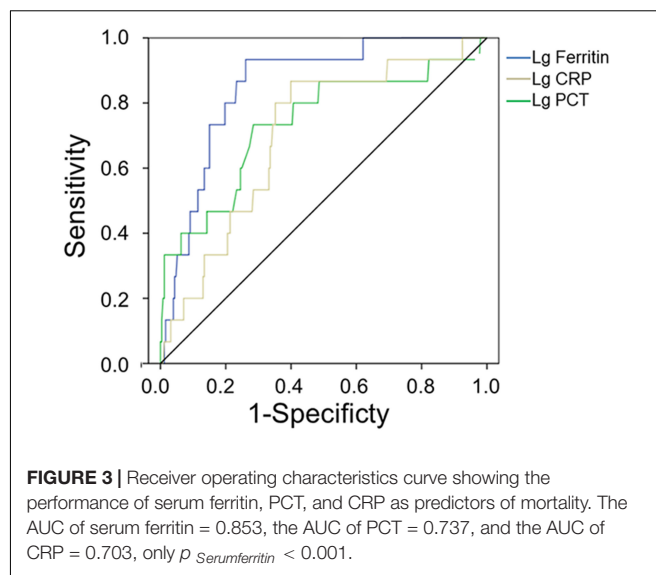 1.0
0.8
0.6
0.4
0.2
0.0
Sensitivity
0.0 0.2 0.4 0.6 0.8 1.0
1-Specificty
Lg Ferritin
Lg CRP
Lg PCT
FIGURE 3 | Receiver operating characteristics curve showing the
performance of serum ferritin, PCT, and CRP as predictors of mortality. The
AUC of serum ferritin = 0.853, the AUC of PCT = 0.737, and the AUC of
CRP = 0.703, only p Serumferritin < 0.001.